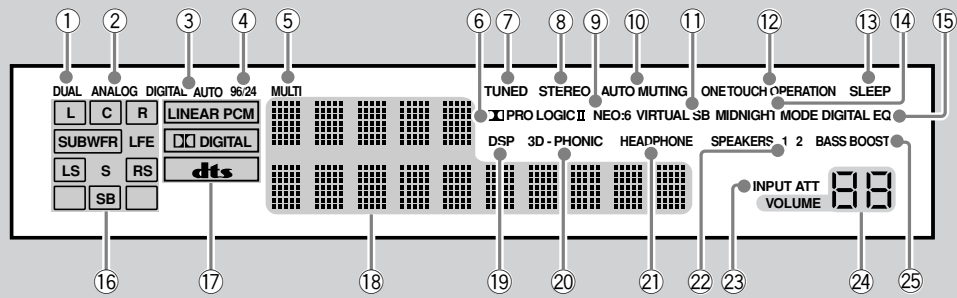 1 2 3 4 5 6 7 8 9 10 11 12 13 14 15
DUAL ANALOG DIGITAL AUTO 96/24 MULTI TUNED STEREO AUTO MUTING ONE TOUCH OPERATION SLEEP
L C R LINEAR PCM PRO LOGIC II NEO:6 VIRTUAL SB MIDNIGHT MODE DIGITAL EQ
SUBWFR LFE DIGITAL DSP 3D - PHONIC HEADPHONE SPEAKERS 1 2 BASS BOOST
LS S RS dts INPUT ATT 88
SB VOLUME
16 17 18 19 20 21 22 23 24 25